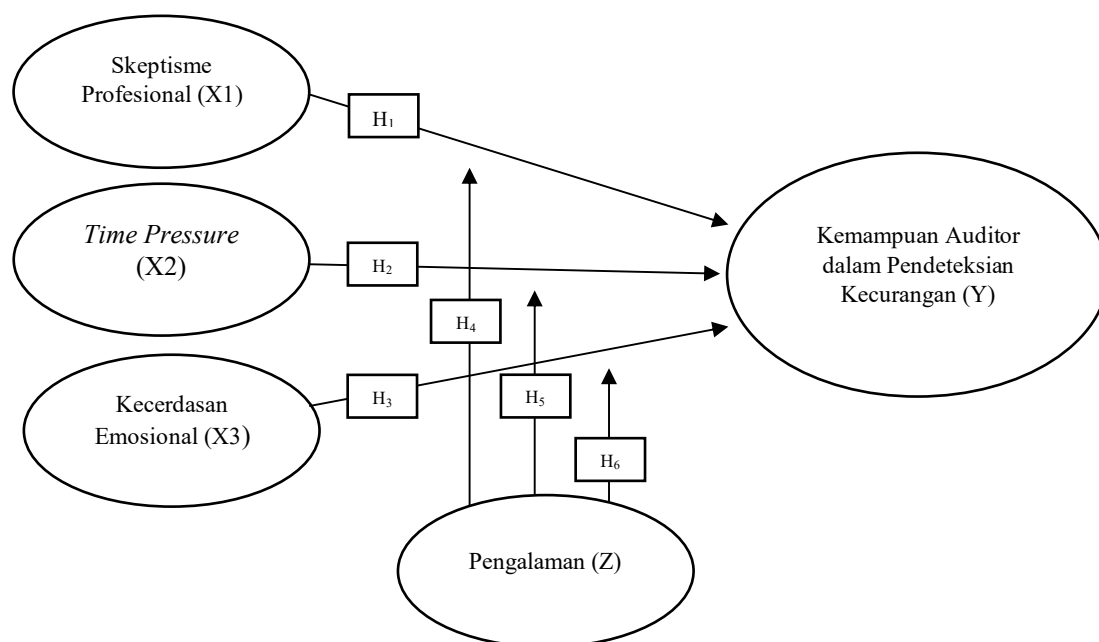 Skeptisme
Profesional (X1)
H₁
Time Pressure
(X2)
H₂
Kemampuan Auditor
dalam Pendeteksian
Kecurangan (Y)
H₄
Kecerdasan
Emosional (X3)
H₃
H₅
H₆
Pengalaman (Z)